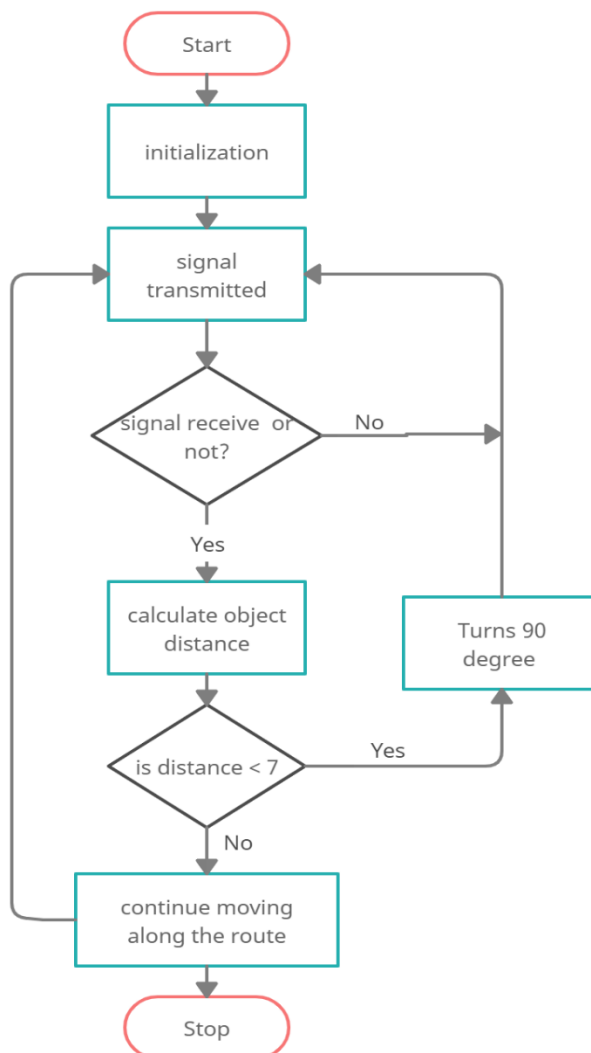 Start
initialization
signal
transmitted
signal receive or
not?
No
Yes
calculate object
distance
Turns 90
degree
is distance < 7
Yes
No
continue moving
along the route
Stop